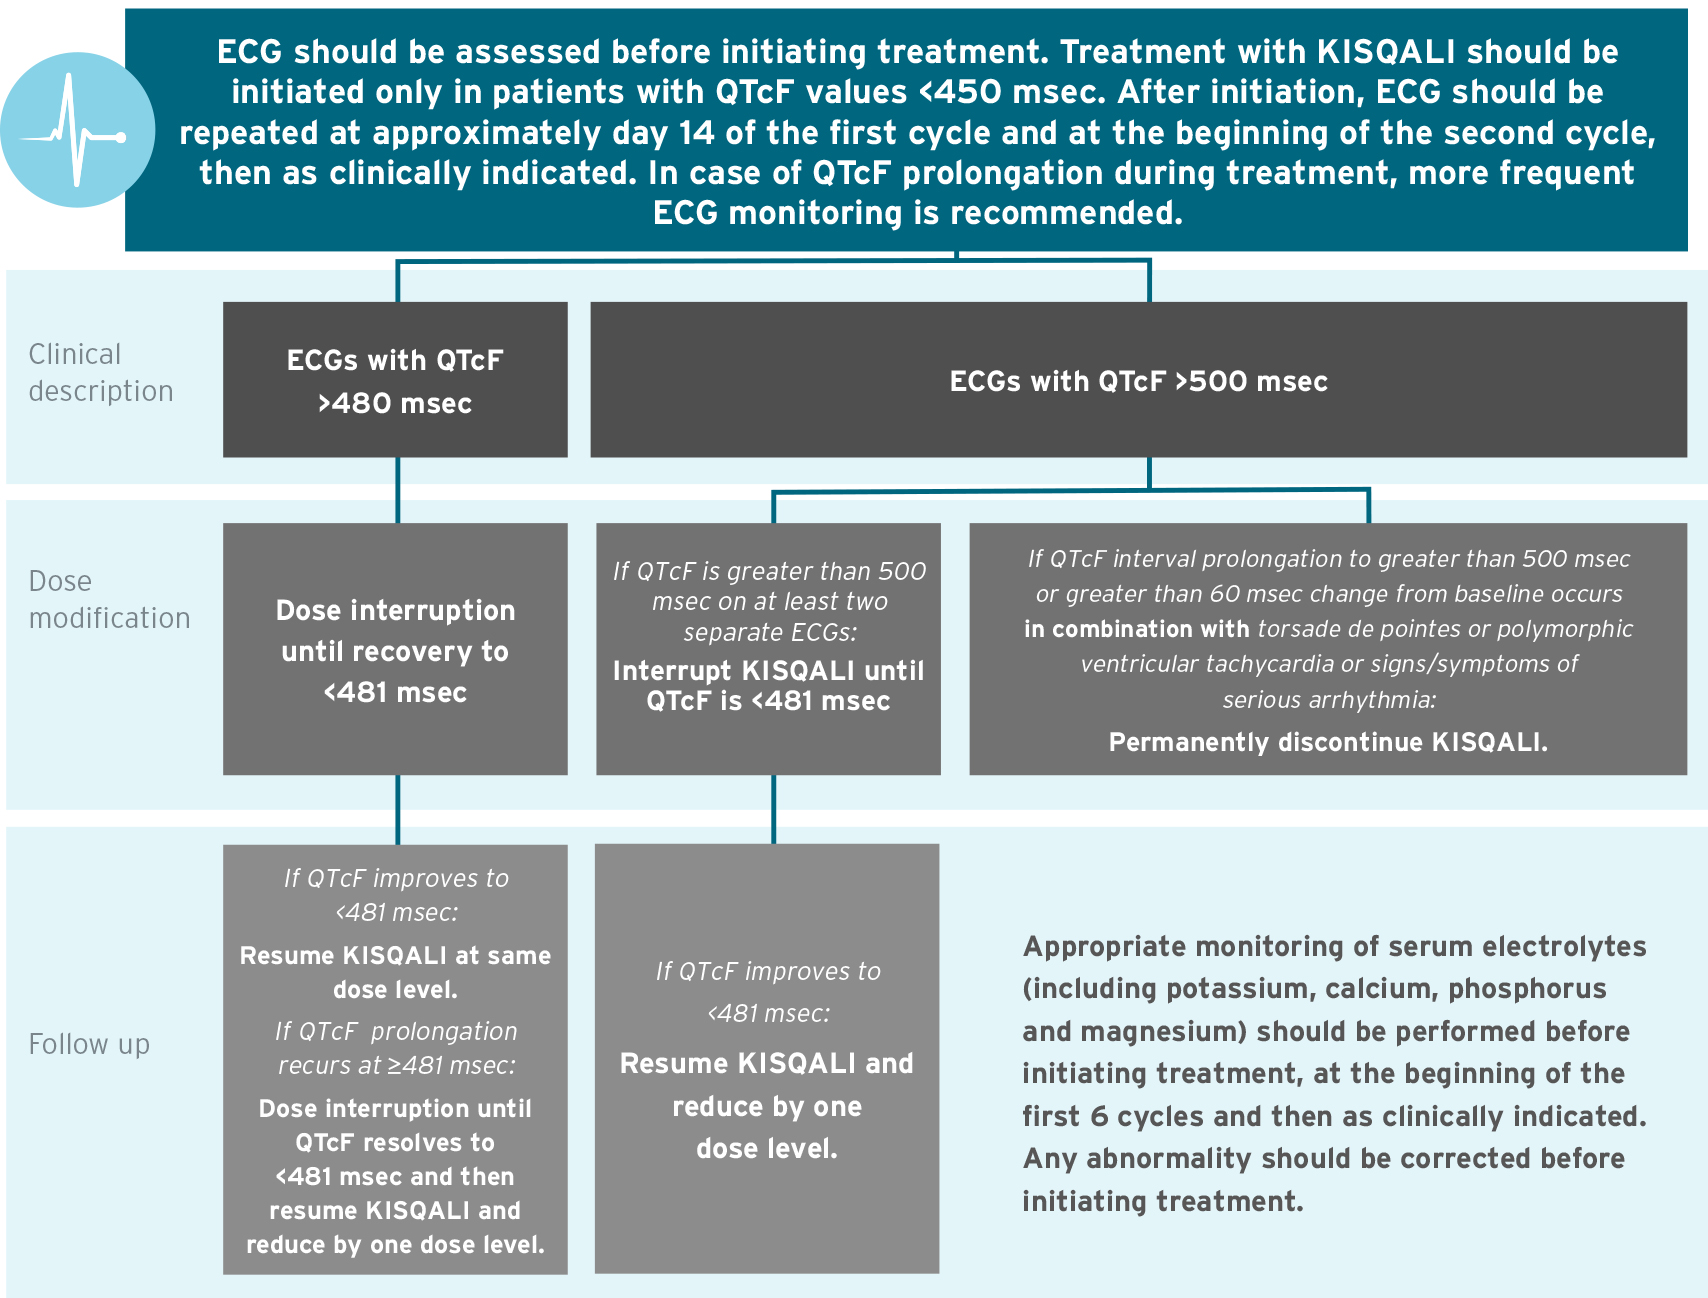 ECG should be assessed before initiating treatment. Treatment with KISQALI should be
initiated only in patients with QTcF values <450 msec. After initiation, ECG should be
repeated at approximately day 14 of the first cycle and at the beginning of the second cycle,
then as clinically indicated. In case of QTcF prolongation during treatment, more frequent
ECG monitoring is recommended.
Clinical
description
ECGs with QTcF
>480 msec
ECGs with QTcF >500 msec
Dose
modification
Dose interruption
until recovery to
<481 msec
If QTcF is greater than 500
msec on at least two
separate ECGs:
Interrupt KISQALI until
QTcF is <481 msec
If QTcF interval prolongation to greater than 500 msec
or greater than 60 msec change from baseline occurs
in combination with torsade de pointes or polymorphic
ventricular tachycardia or signs/symptoms of
serious arrhythmia:
Permanently discontinue KISQALI.
Follow up
If QTcF improves to
<481 msec:
Resume KISQALI at same
dose level.
If QTcF prolongation
recurs at ≥481 msec:
Dose interruption until
QTcF resolves to
<481 msec and then
resume KISQALI and
reduce by one dose level.
If QTcF improves to
<481 msec:
Resume KISQALI and
reduce by one
dose level.
Appropriate monitoring of serum electrolytes
(including potassium, calcium, phosphorus
and magnesium) should be performed before
initiating treatment, at the beginning of the
first 6 cycles and then as clinically indicated.
Any abnormality should be corrected before
initiating treatment.